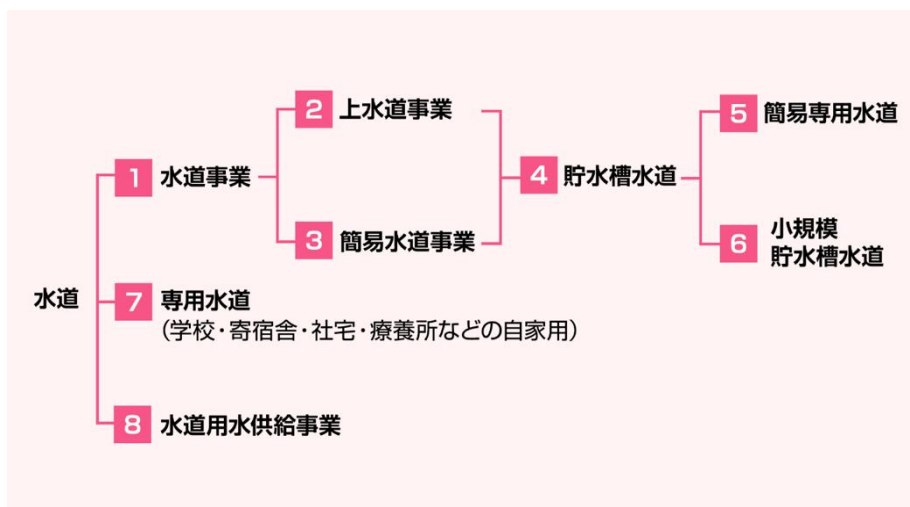 水道
1 水道事業
2 上水道事業
3 簡易水道事業
4 貯水槽水道
5 簡易専用水道
6 小規模
貯水槽水道
7 専用水道
(学校・寄宿舎・社宅・療養所などの自家用)
8 水道用水供給事業